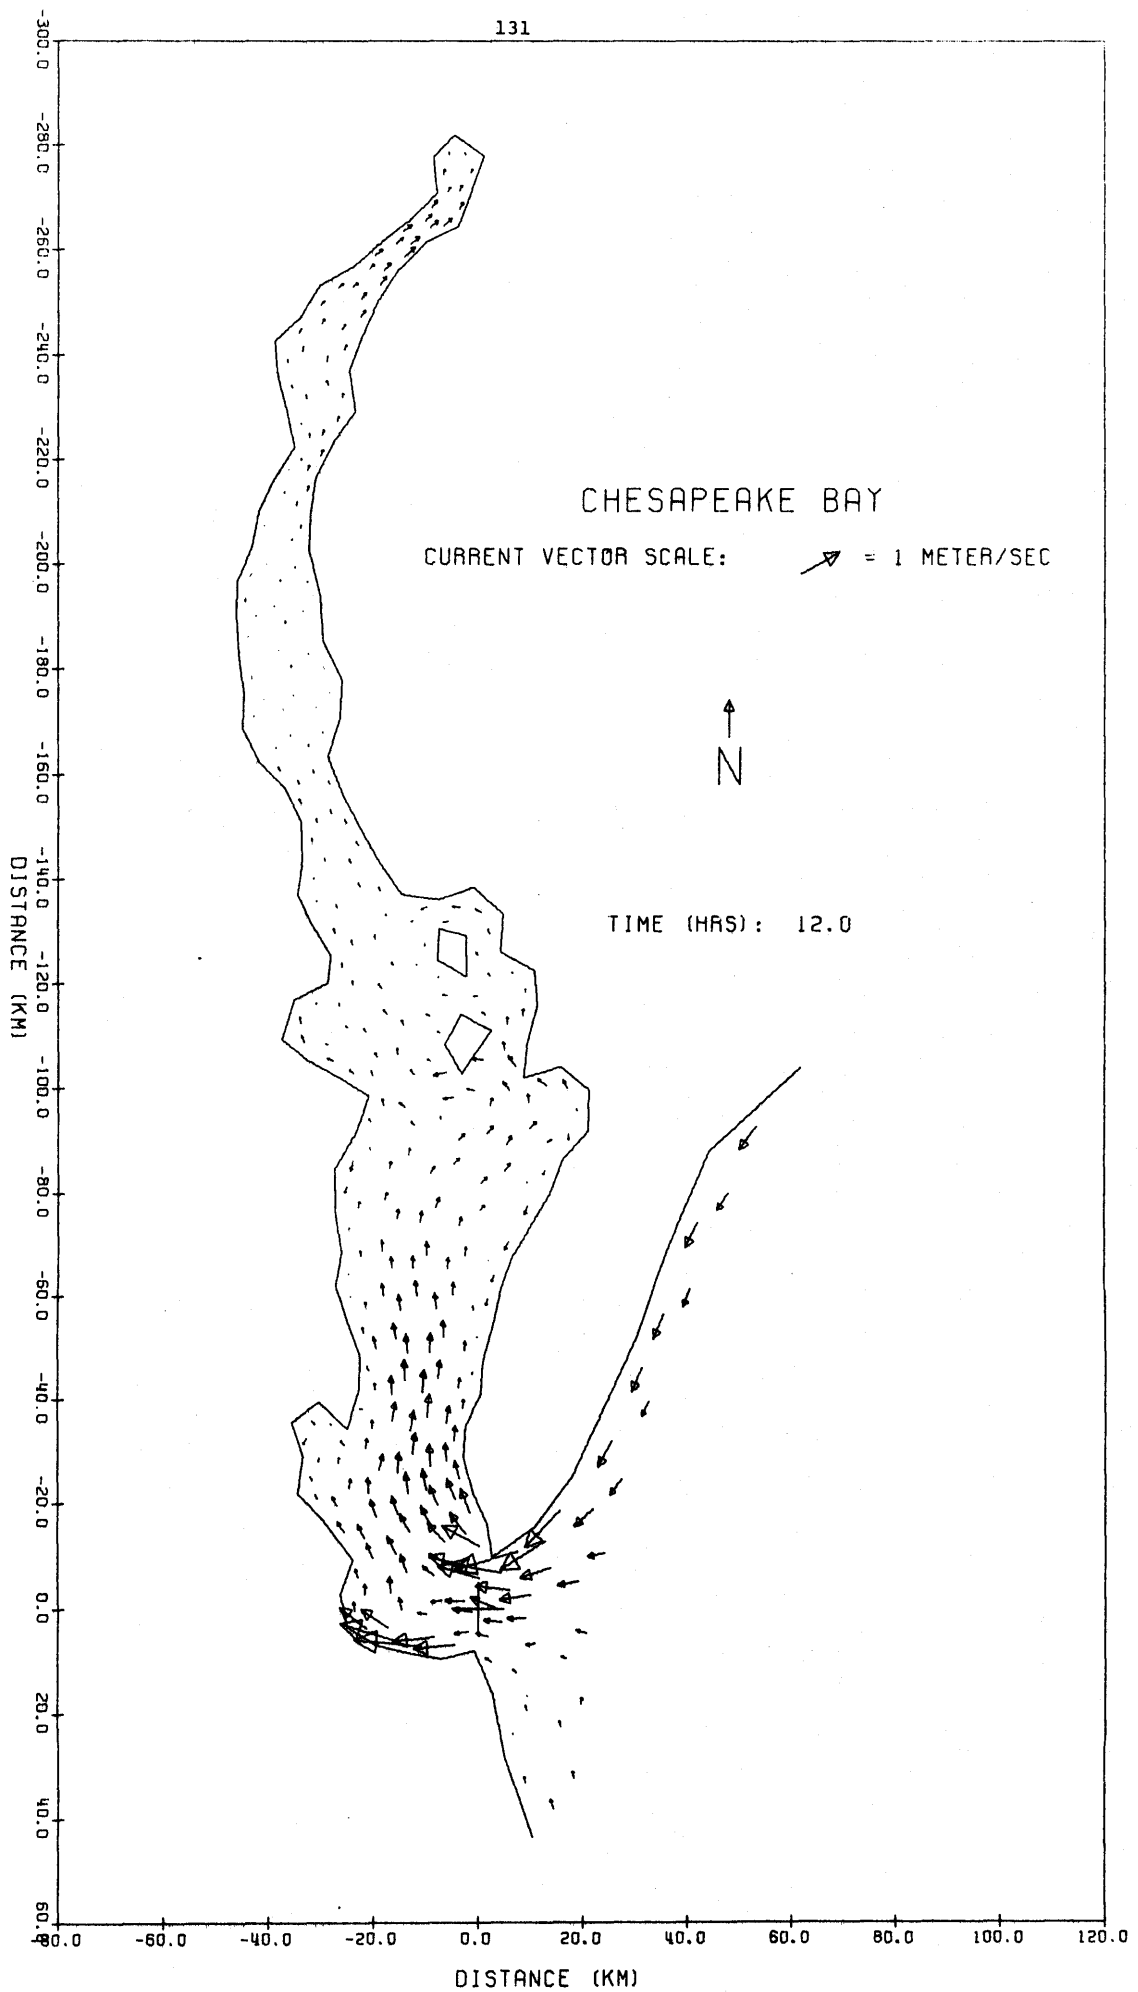 131
-300.0
-280.0
-260.0
-240.0
-220.0
-200.0
-180.0
-160.0
-140.0
-120.0
-100.0
-80.0
-60.0
-40.0
-20.0
0.0
20.0
40.0
60.0
DISTANCE (KM)
CHESAPEAKE BAY
CURRENT VECTOR SCALE: = 1 METER/SEC
N
TIME (HRS): 12.0
-80.0 -60.0 -40.0 -20.0 0.0 20.0 40.0 60.0 80.0 100.0 120.0
DISTANCE (KM)